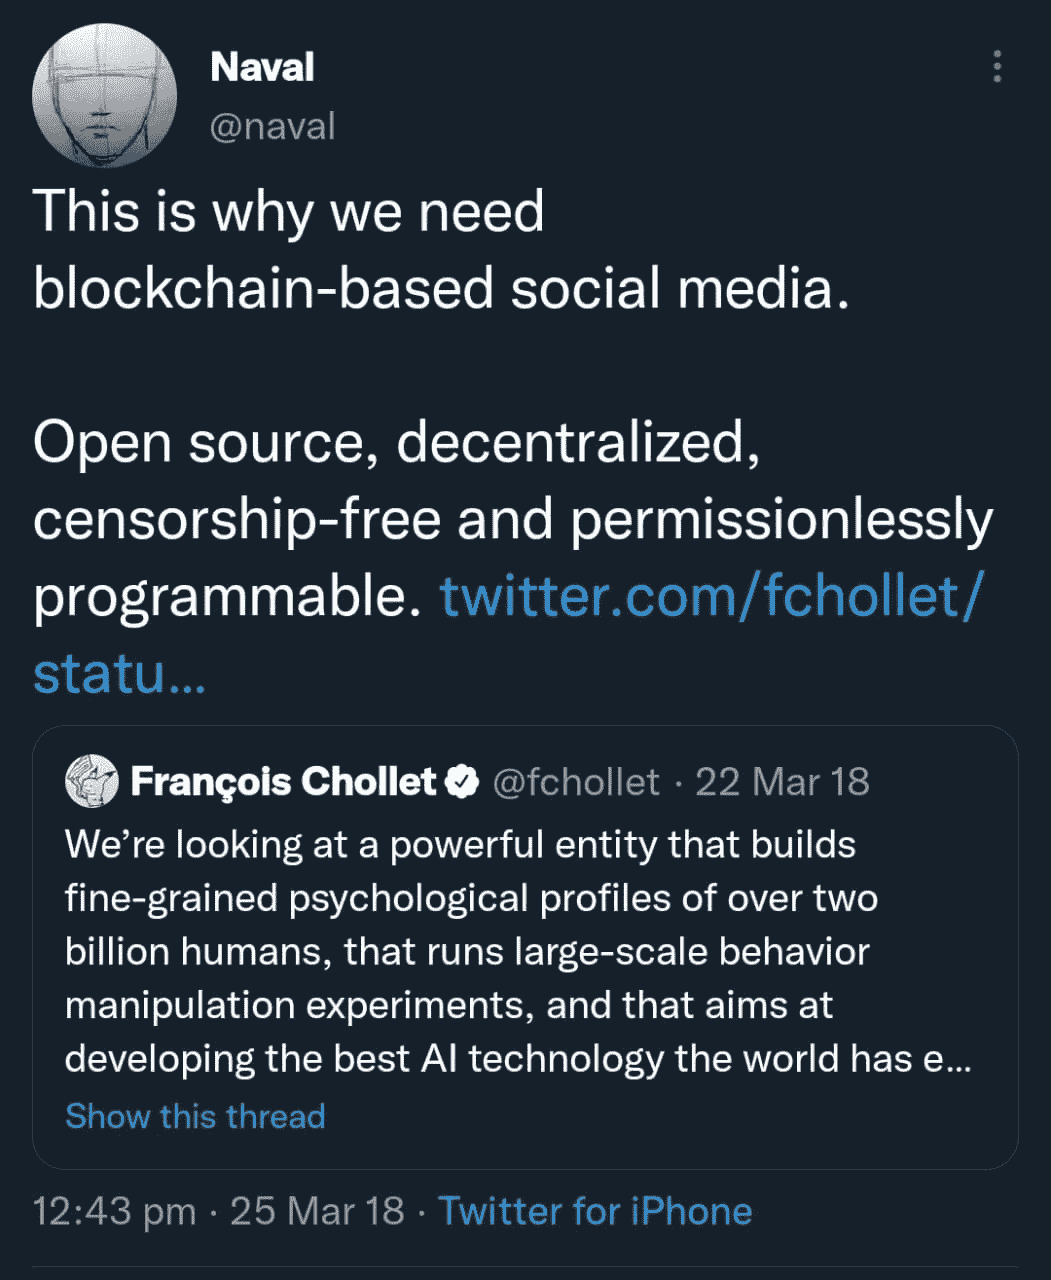 Naval
@naval
This is why we need
blockchain-based social media.
Open source, decentralized,
censorship-free and permissionlessly
programmable. twitter.com/fchollet/
statu...
François Chollet @fchollet · 22 Mar 18
We’re looking at a powerful entity that builds
fine-grained psychological profiles of over two
billion humans, that runs large-scale behavior
manipulation experiments, and that aims at
developing the best AI technology the world has e...
Show this thread
12:43 pm · 25 Mar 18 · Twitter for iPhone